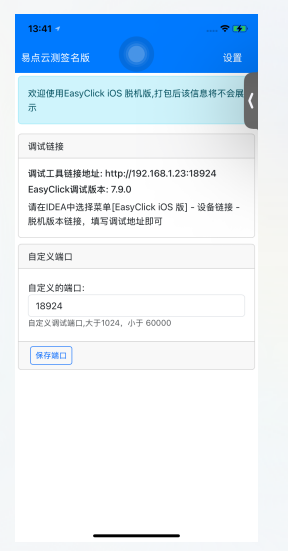 13:41
易点云测签名版
设置
欢迎使用EasyClick iOS 脱机版,打包后该信息将不会展
示
调试链接
调试工具链接地址: http://192.168.1.23:18924
EasyClick调试版本: 7.9.0
请在IDEA中选择菜单[EasyClick iOS 版] - 设备链接 -
脱机版本链接，填写调试地址即可
自定义端口
自定义的端口:
18924
自定义调试端口,大于1024，小于 60000
保存端口